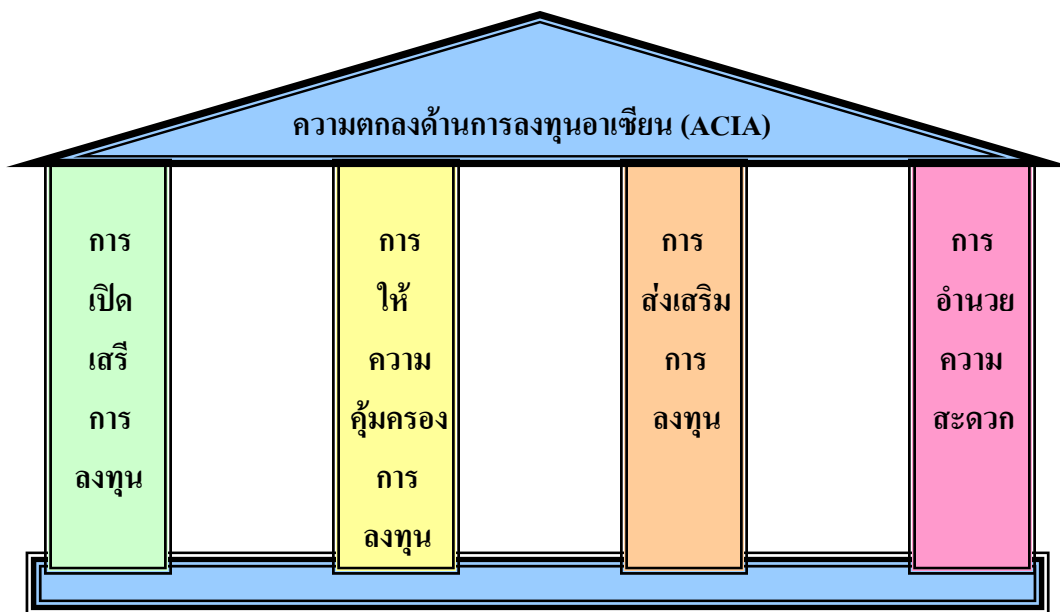 ความตกลงด้านการลงทุนอาเซียน (ACIA)
การ
เปิด
เสรี
การ
ลงทุน
การ
ให้
ความ
คุ้มครอง
การ
ลงทุน
การ
ส่งเสริม
การ
ลงทุน
การ
อำนวย
ความ
สะดวก